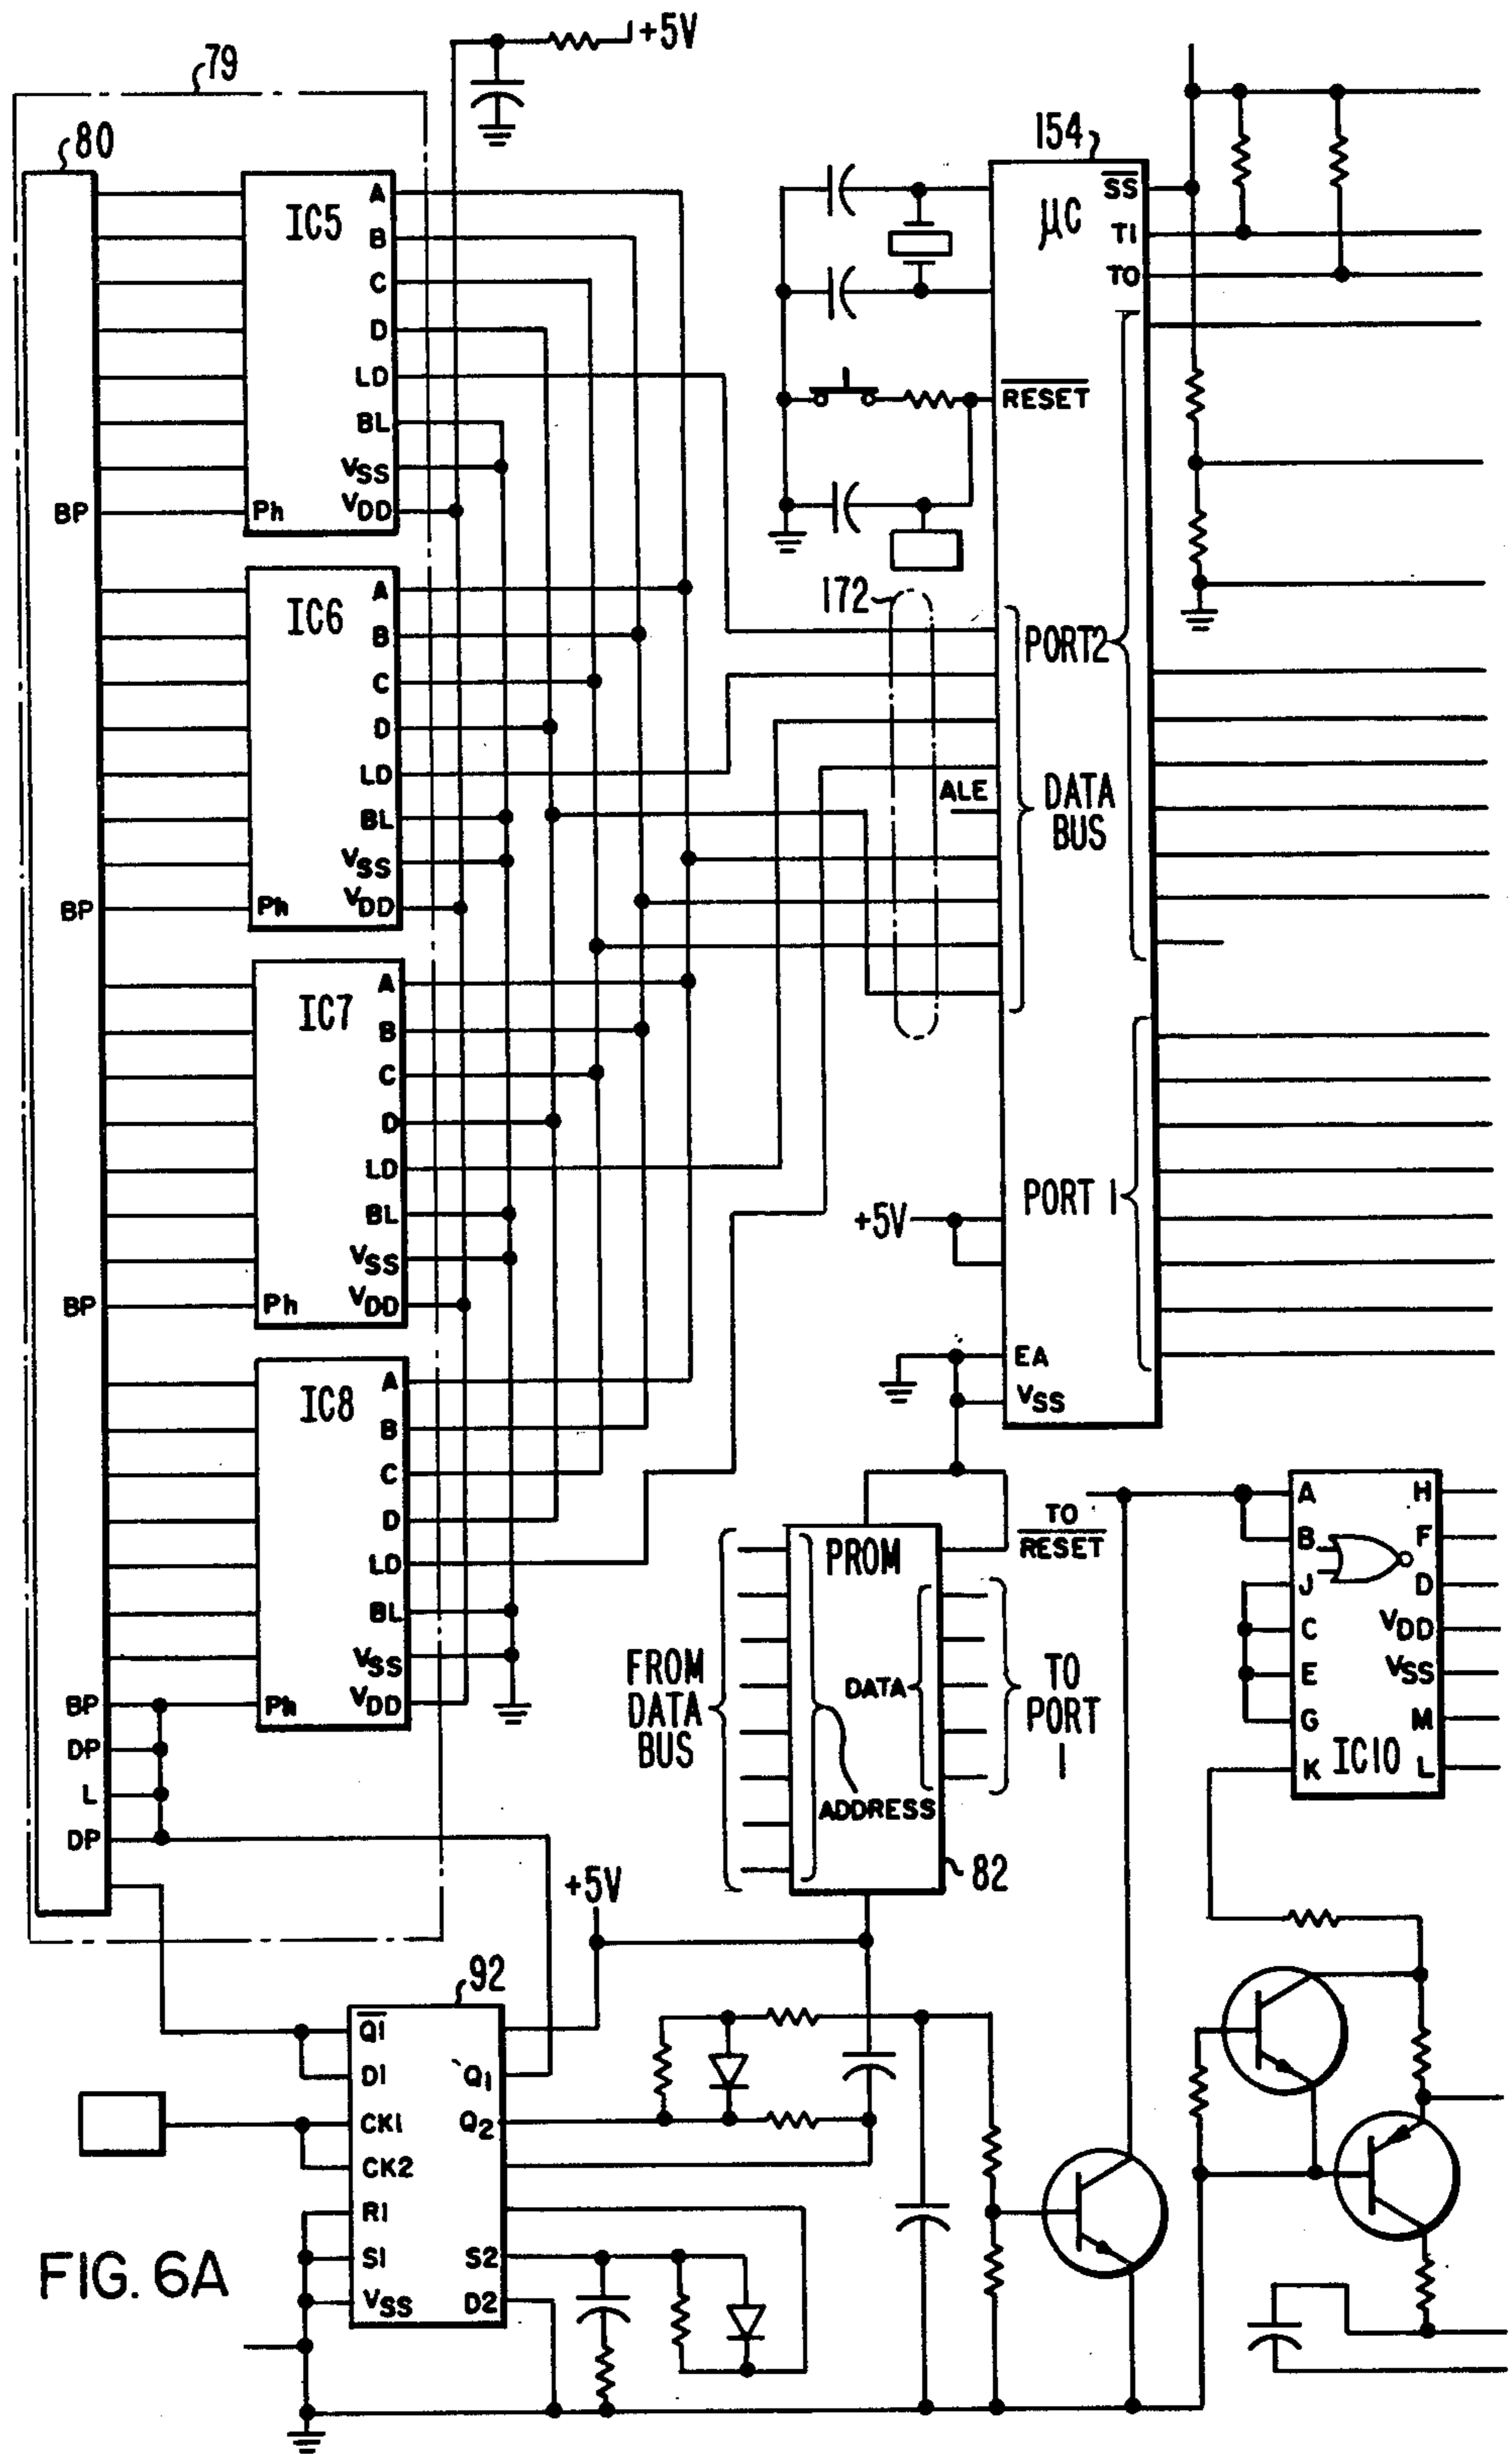 +5V
79
80
IC5
A
B
C
D
LD
BL
VSS
VDD
BP
Ph
IC6
A
B
C
D
LD
BL
VSS
VDD
BP
Ph
IC7
A
B
C
D
LD
BL
VSS
VDD
BP
Ph
IC8
A
B
C
D
LD
BL
VSS
VDD
BP
Ph
DP
L
DP
154
μC
SS
T1
T0
RESET
172
PORT2
ALE
DATA
BUS
PORT 1
+5V
EA
VSS
TO
RESET
PROM
FROM
DATA
BUS
DATA
TO
PORT
1
ADDRESS
82
A
B
J
C
E
G
K
H
F
D
VDD
VSS
M
L
IC10
+5V
92
Q1
D1
CK1
CK2
R1
S1
VSS
Q1
Q2
S2
D2
FIG. 6A